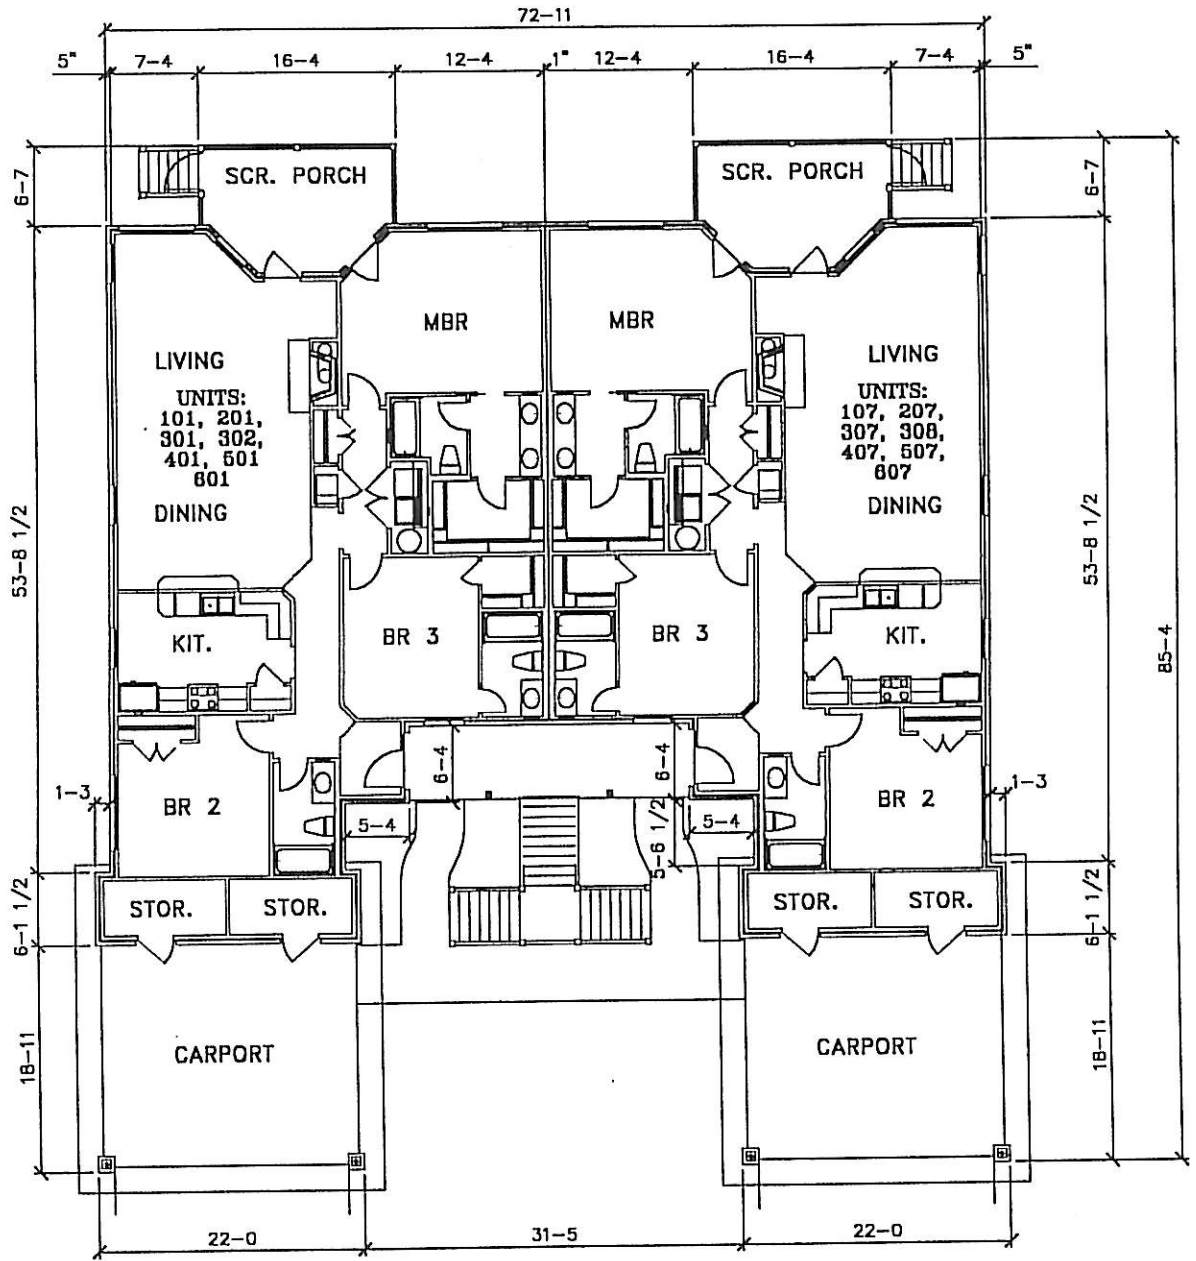 72-11
5" 7-4 16-4 12-4 1" 12-4 16-4 7-4 5"
6-7
SCR. PORCH
SCR. PORCH
6-7
MBR
MBR
LIVING
UNITS:
101, 201,
301, 302,
401, 501
601
DINING
LIVING
UNITS:
107, 207,
307, 308,
407, 507,
607
DINING
53-8 1/2
53-8 1/2
85-4
KIT.
BR 3
BR 3
KIT.
6-4
6-4
1-3
BR 2
5-4
5-6 1/2
5-4
BR 2
1-3
6-1 1/2
STOR.
STOR.
STOR.
STOR.
6-1 1/2
18-11
CARPORT
CARPORT
18-11
22-0 31-5 22-0